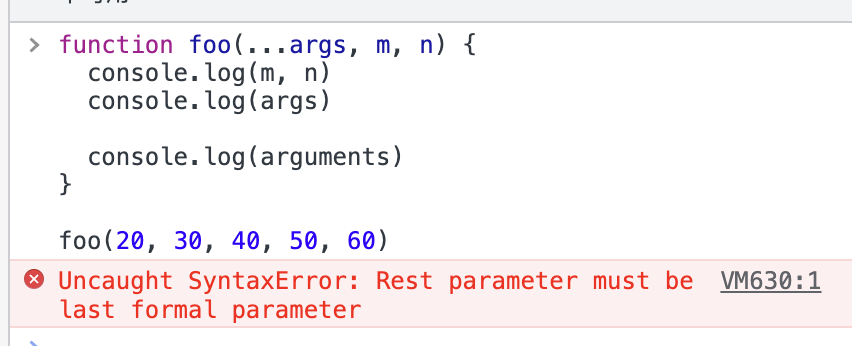 > function foo(...args, m, n) {
console.log(m, n)
console.log(args)
console.log(arguments)
}
foo(20, 30, 40, 50, 60)
Uncaught SyntaxError: Rest parameter must be VM630:1
last formal parameter